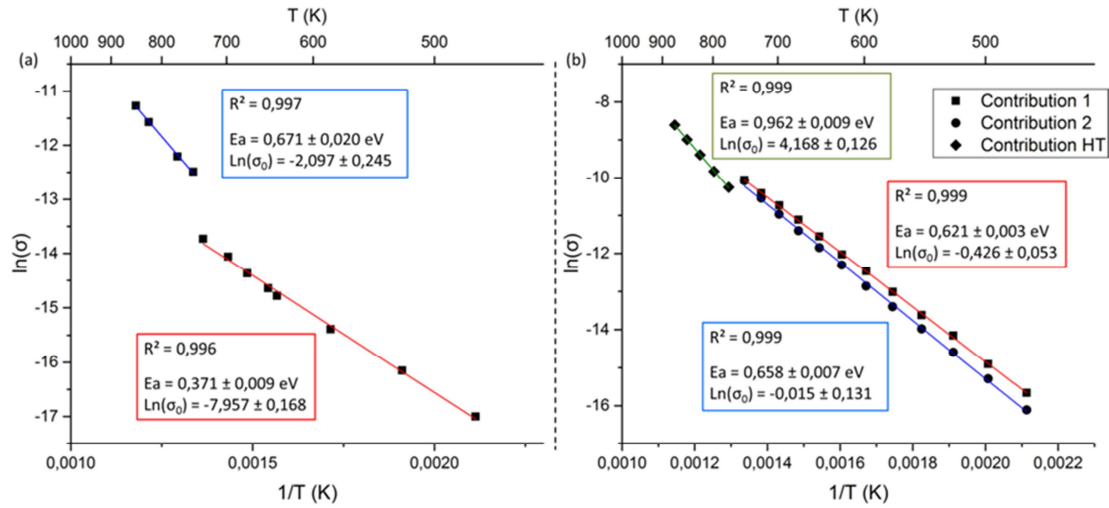 T (K)
1000 900 800 700 600 500
(a)
-11
-12
-13
-14
-15
-16
-17
ln(σ)
R² = 0,997
Ea = 0,671 ± 0,020 eV
Ln(σ₀) = -2,097 ± 0,245
R² = 0,996
Ea = 0,371 ± 0,009 eV
Ln(σ₀) = -7,957 ± 0,168
0,0010 0,0015 0,0020
1/T (K)
T (K)
1000 900 800 700 600 500
(b)
-8
-10
-12
-14
-16
ln(σ)
R² = 0,999
Ea = 0,962 ± 0,009 eV
Ln(σ₀) = 4,168 ± 0,126
Contribution 1
Contribution 2
Contribution HT
R² = 0,999
Ea = 0,621 ± 0,003 eV
Ln(σ₀) = -0,426 ± 0,053
R² = 0,999
Ea = 0,658 ± 0,007 eV
Ln(σ₀) = -0,015 ± 0,131
0,0010 0,0012 0,0014 0,0016 0,0018 0,0020 0,0022
1/T (K)